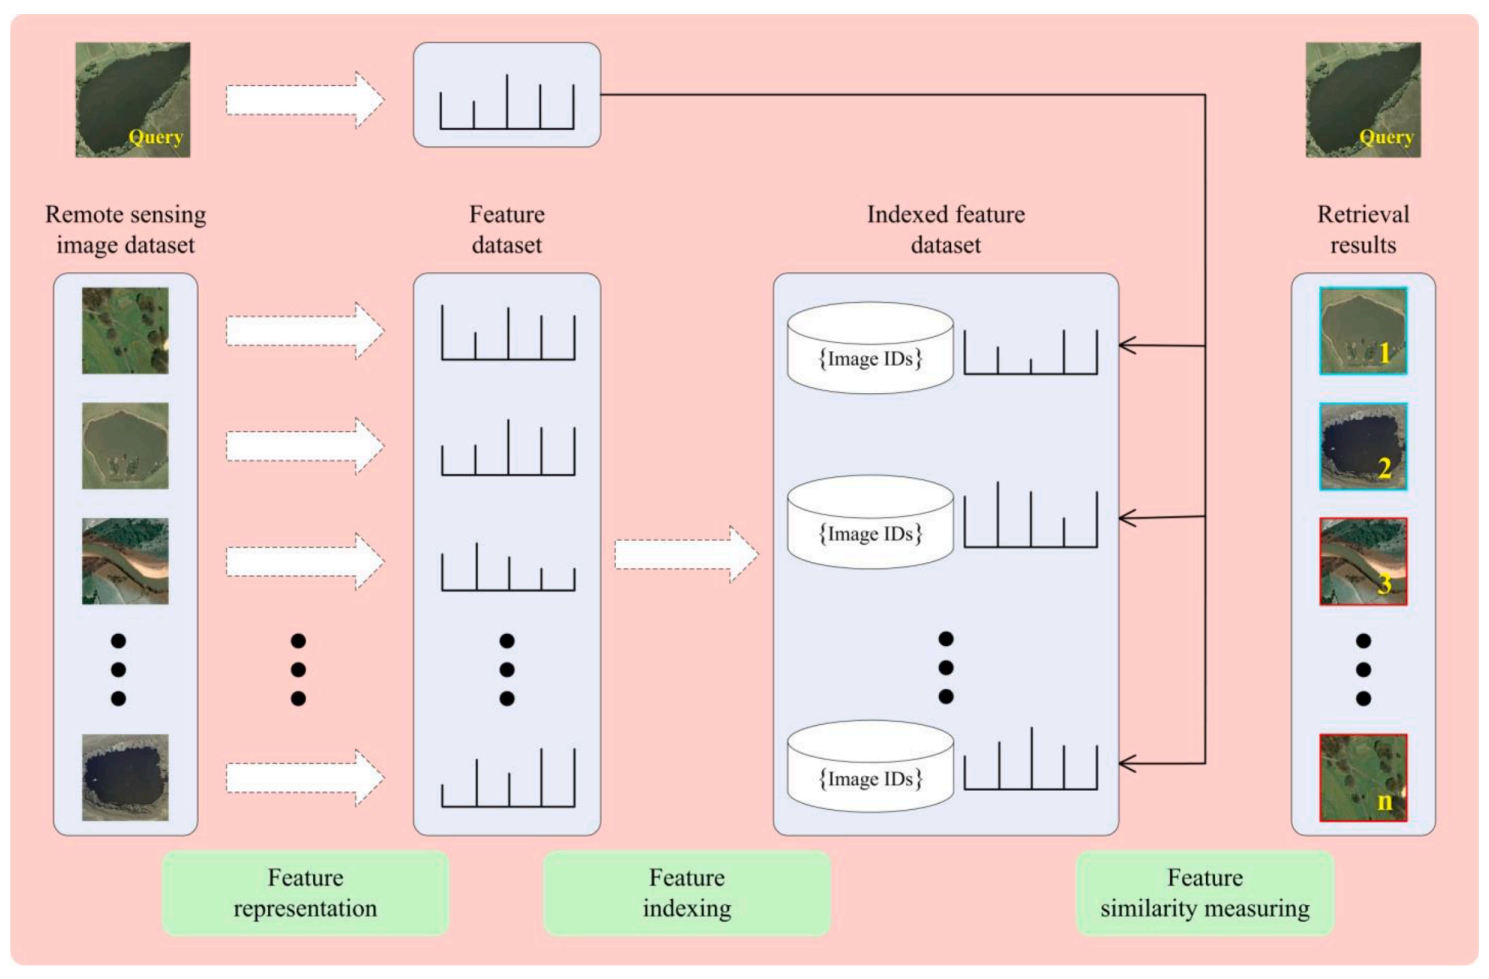 Query
Query
Remote sensing
image dataset
Feature
dataset
Indexed feature
dataset
Retrieval
results
{Image IDs}
1
2
{Image IDs}
3
{Image IDs}
n
Feature
representation
Feature
indexing
Feature
similarity measuring